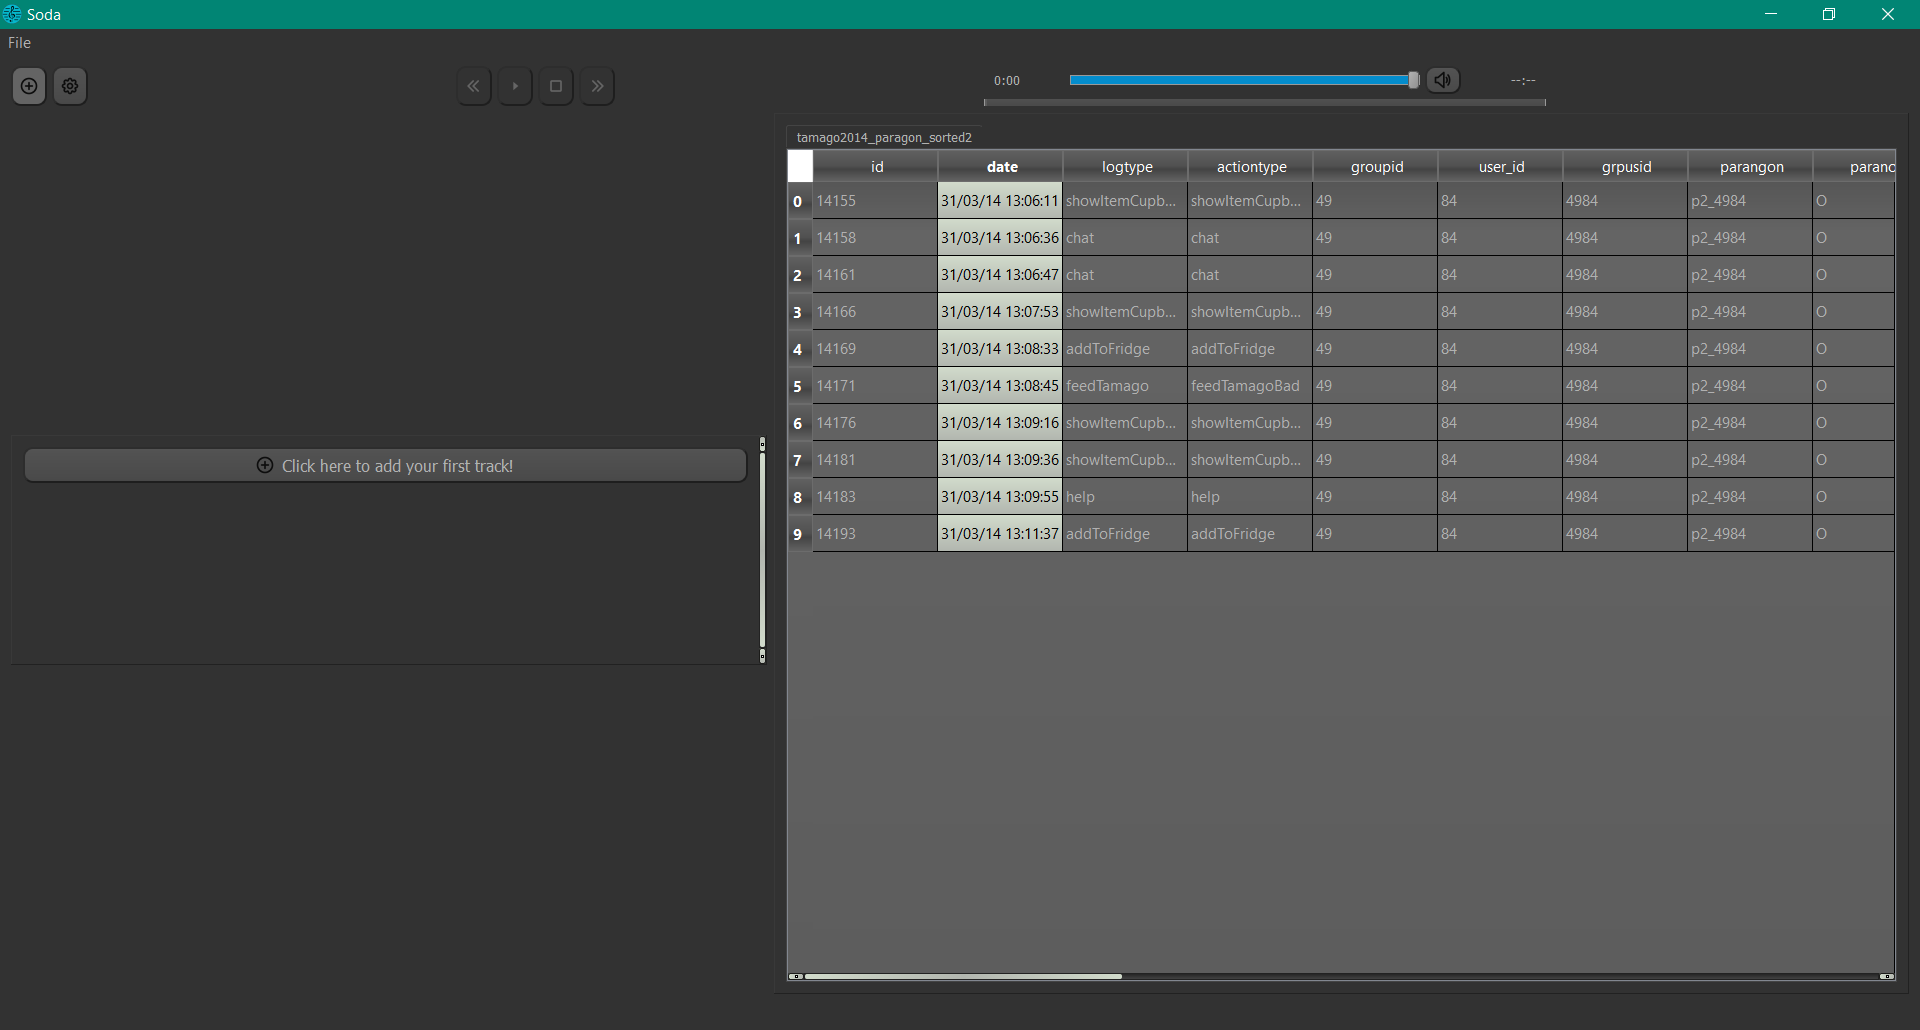 Soda
File
0:00 --:--
tamago2014_paragon_sorted2
id date logtype actiontype groupid user_id grpusid parangon
0 14155 31/03/14 13:06:11 showItemCupb... showItemCupb... 49 84 4984 p2_4984 O
1 14158 31/03/14 13:06:36 chat chat 49 84 4984 p2_4984 O
2 14161 31/03/14 13:06:47 chat chat 49 84 4984 p2_4984 O
3 14166 31/03/14 13:07:53 showItemCupb... showItemCupb... 49 84 4984 p2_4984 O
4 14169 31/03/14 13:08:33 addToFridge addToFridge 49 84 4984 p2_4984 O
5 14171 31/03/14 13:08:45 feedTamago feedTamagoBad 49 84 4984 p2_4984 O
6 14176 31/03/14 13:09:16 showItemCupb... showItemCupb... 49 84 4984 p2_4984 O
7 14181 31/03/14 13:09:36 showItemCupb... showItemCupb... 49 84 4984 p2_4984 O
8 14183 31/03/14 13:09:55 help help 49 84 4984 p2_4984 O
9 14193 31/03/14 13:11:37 addToFridge addToFridge 49 84 4984 p2_4984 O
Click here to add your first track!